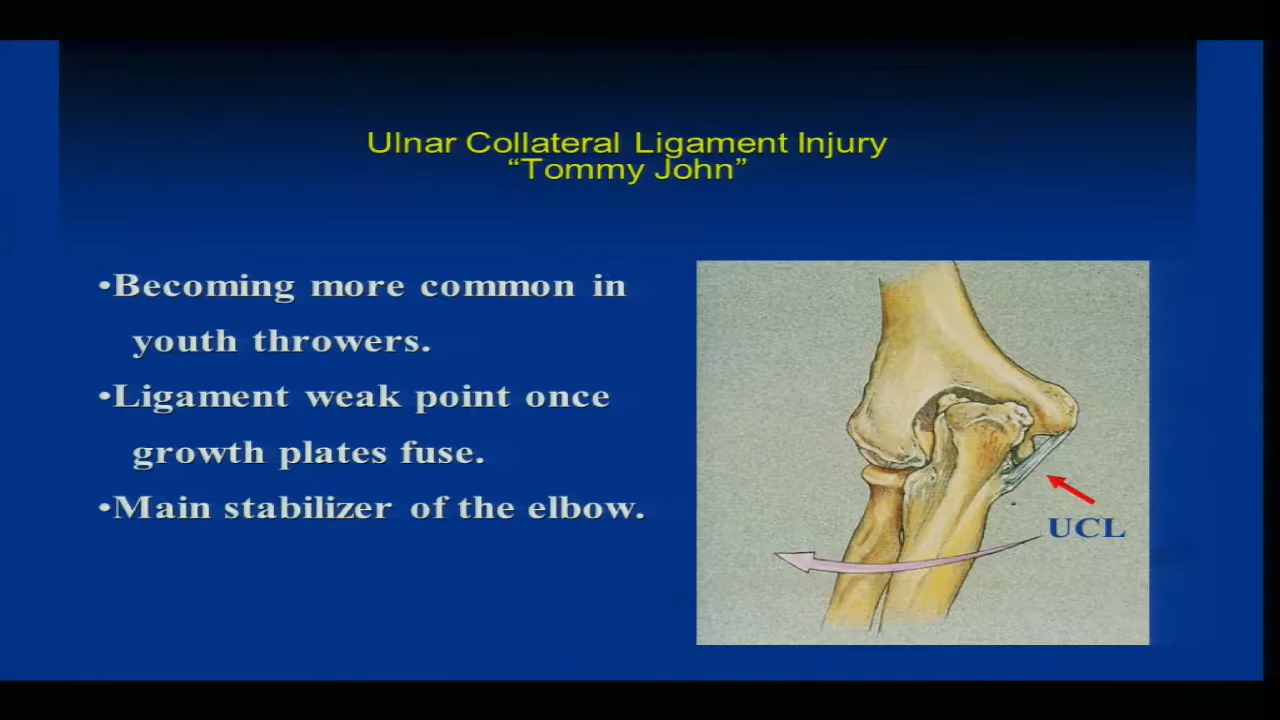 Ulnar Collateral Ligament Injury
“Tommy John”
•Becoming more common in
youth throwers.
•Ligament weak point once
growth plates fuse.
•Main stabilizer of the elbow.
UCL